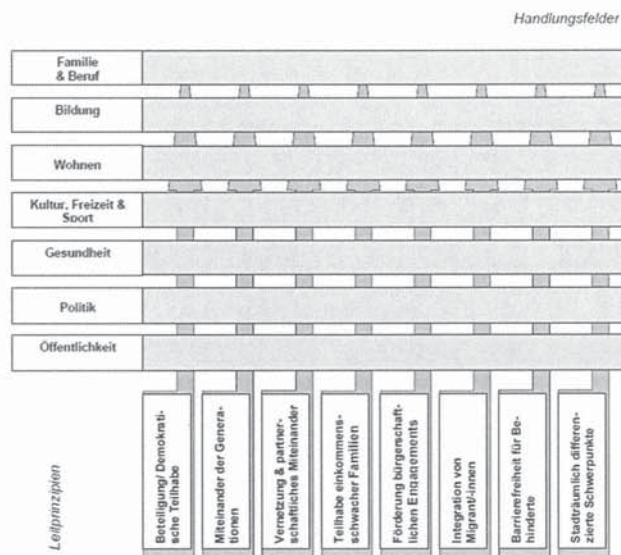 Handlungsfelder
Familie
& Beruf
Bildung
Wohnen
Kultur, Freizeit &
Sport
Gesundheit
Politik
Öffentlichkeit
Leitprinzipien
Beteiligung/ Demokrati-
sche Teilhabe
Miteinander der Genera-
tionen
Vernetzung & partner-
schaftliches Miteinander
Teilhabe einkommens-
schwacher Familien
Förderung bürgerschaft-
lichen Engagements
Integration von
Migrant/-innen
Barrierefreiheit für Be-
hinderte
Stadträumlich differen-
zierte Schwerpunkte